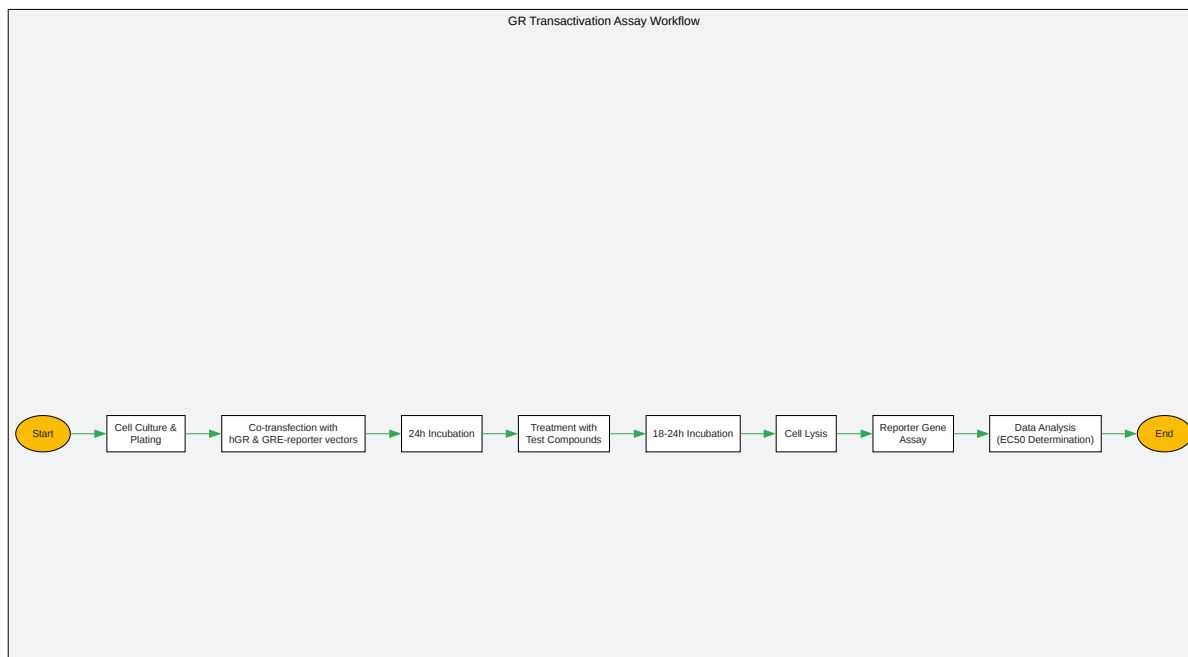 GR Transactivation Assay Workflow
Start
Cell Culture &
Plating
Co-transfection with
hGR & GRE-reporter vectors
24h Incubation
Treatment with
Test Compounds
18-24h Incubation
Cell Lysis
Reporter Gene
Assay
Data Analysis
(EC50 Determination)
End